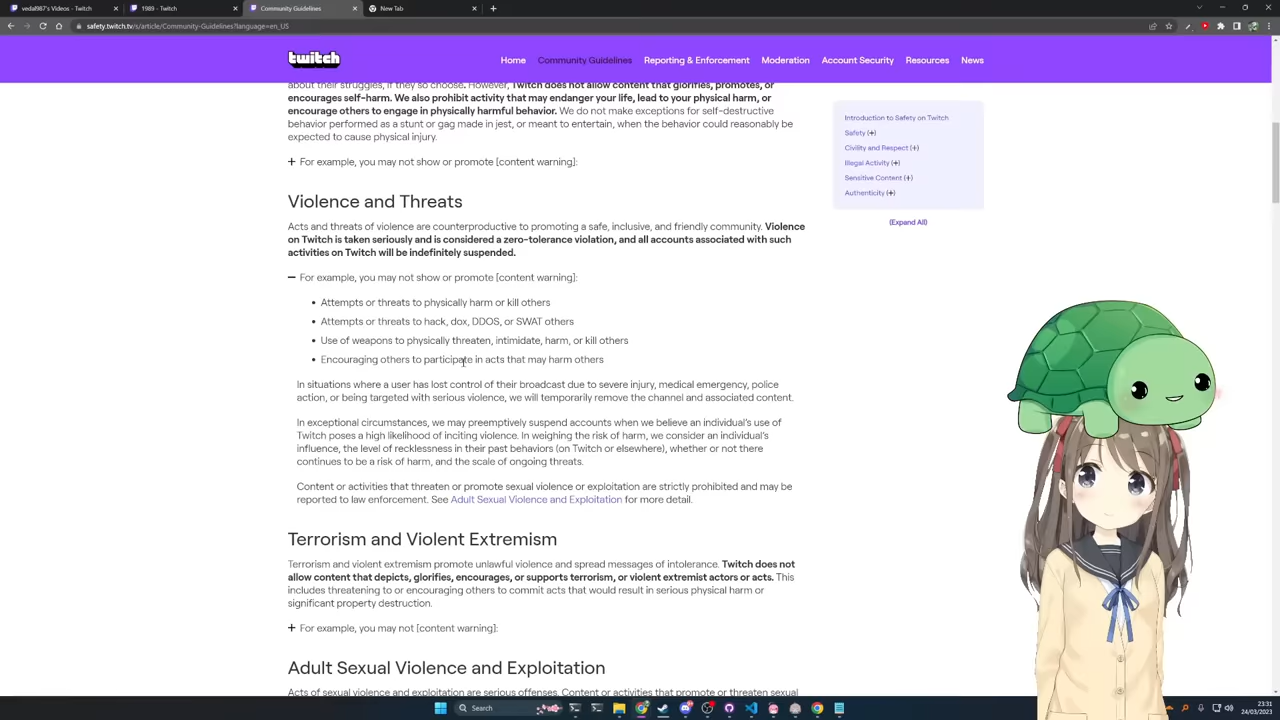 vedal987's Videos - Twitch
1989 - Twitch
Community Guidelines
New Tab
safety.twitch.tv/s/article/Community-Guidelines?language=en_US
twitch
Home
Community Guidelines
Reporting & Enforcement
Moderation
Account Security
Resources
News
about their struggles, if they so choose. However, Twitch does not allow content that glorifies, promotes, or
encourages self-harm. We also prohibit activity that may endanger your life, lead to your physical harm, or
encourage others to engage in physically harmful behavior. We do not make exceptions for self-destructive
behavior performed as a stunt or gag made in jest, or meant to entertain, when the behavior could reasonably be
expected to cause physical injury.
+ For example, you may not show or promote [content warning]:
Violence and Threats
Acts and threats of violence are counterproductive to promoting a safe, inclusive, and friendly community. Violence
on Twitch is taken seriously and is considered a zero-tolerance violation, and all accounts associated with such
activities on Twitch will be indefinitely suspended.
− For example, you may not show or promote [content warning]:
• Attempts or threats to physically harm or kill others
• Attempts or threats to hack, dox, DDOS, or SWAT others
• Use of weapons to physically threaten, intimidate, harm, or kill others
• Encouraging others to participate in acts that may harm others
In situations where a user has lost control of their broadcast due to severe injury, medical emergency, police
action, or being targeted with serious violence, we will temporarily remove the channel and associated content.
In exceptional circumstances, we may preemptively suspend accounts when we believe an individual's use of
Twitch poses a high likelihood of inciting violence. In weighing the risk of harm, we consider an individual's
influence, the level of recklessness in their past behaviors (on Twitch or elsewhere), whether or not there
continues to be a risk of harm, and the scale of ongoing threats.
Content or activities that threaten or promote sexual violence or exploitation are strictly prohibited and may be
reported to law enforcement. See Adult Sexual Violence and Exploitation for more detail.
Terrorism and Violent Extremism
Terrorism and violent extremism promote unlawful violence and spread messages of intolerance. Twitch does not
allow content that depicts, glorifies, encourages, or supports terrorism, or violent extremist actors or acts. This
includes threatening to or encouraging others to commit acts that would result in serious physical harm or
significant property destruction.
+ For example, you may not [content warning]:
Adult Sexual Violence and Exploitation
Acts of sexual violence and exploitation are serious offenses. Content or activities that promote or threaten sexual
Introduction to Safety on Twitch
Safety (+)
Civility and Respect (+)
Illegal Activity (+)
Sensitive Content (+)
Authenticity (+)
(Expand All)
Search
23:31
24/03/2023